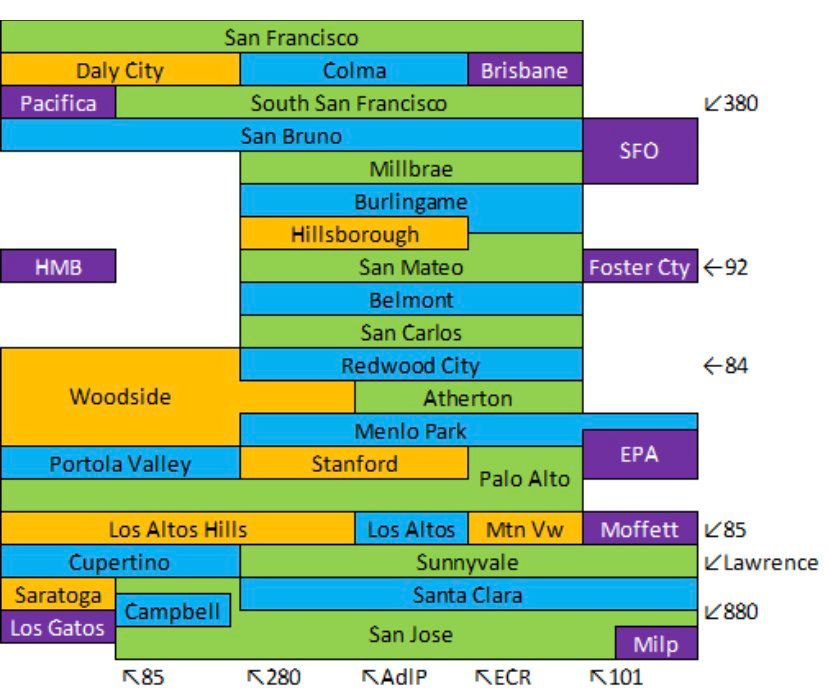 San Francisco
Daly City Colma Brisbane
Pacifica South San Francisco ↙380
San Bruno
SFO
Millbrae
Burlingame
Hillsborough
HMB San Mateo Foster Cty ←92
Belmont
San Carlos
Redwood City ←84
Woodside Atherton
Menlo Park
EPA
Portola Valley Stanford
Palo Alto
Los Altos Hills Los Altos Mtn Vw Moffett ↙85
Cupertino Sunnyvale ↙Lawrence
Saratoga Santa Clara
Campbell ↙880
Los Gatos San Jose
Milp
↖85 ↖280 ↖AdlP ↖ECR ↖101